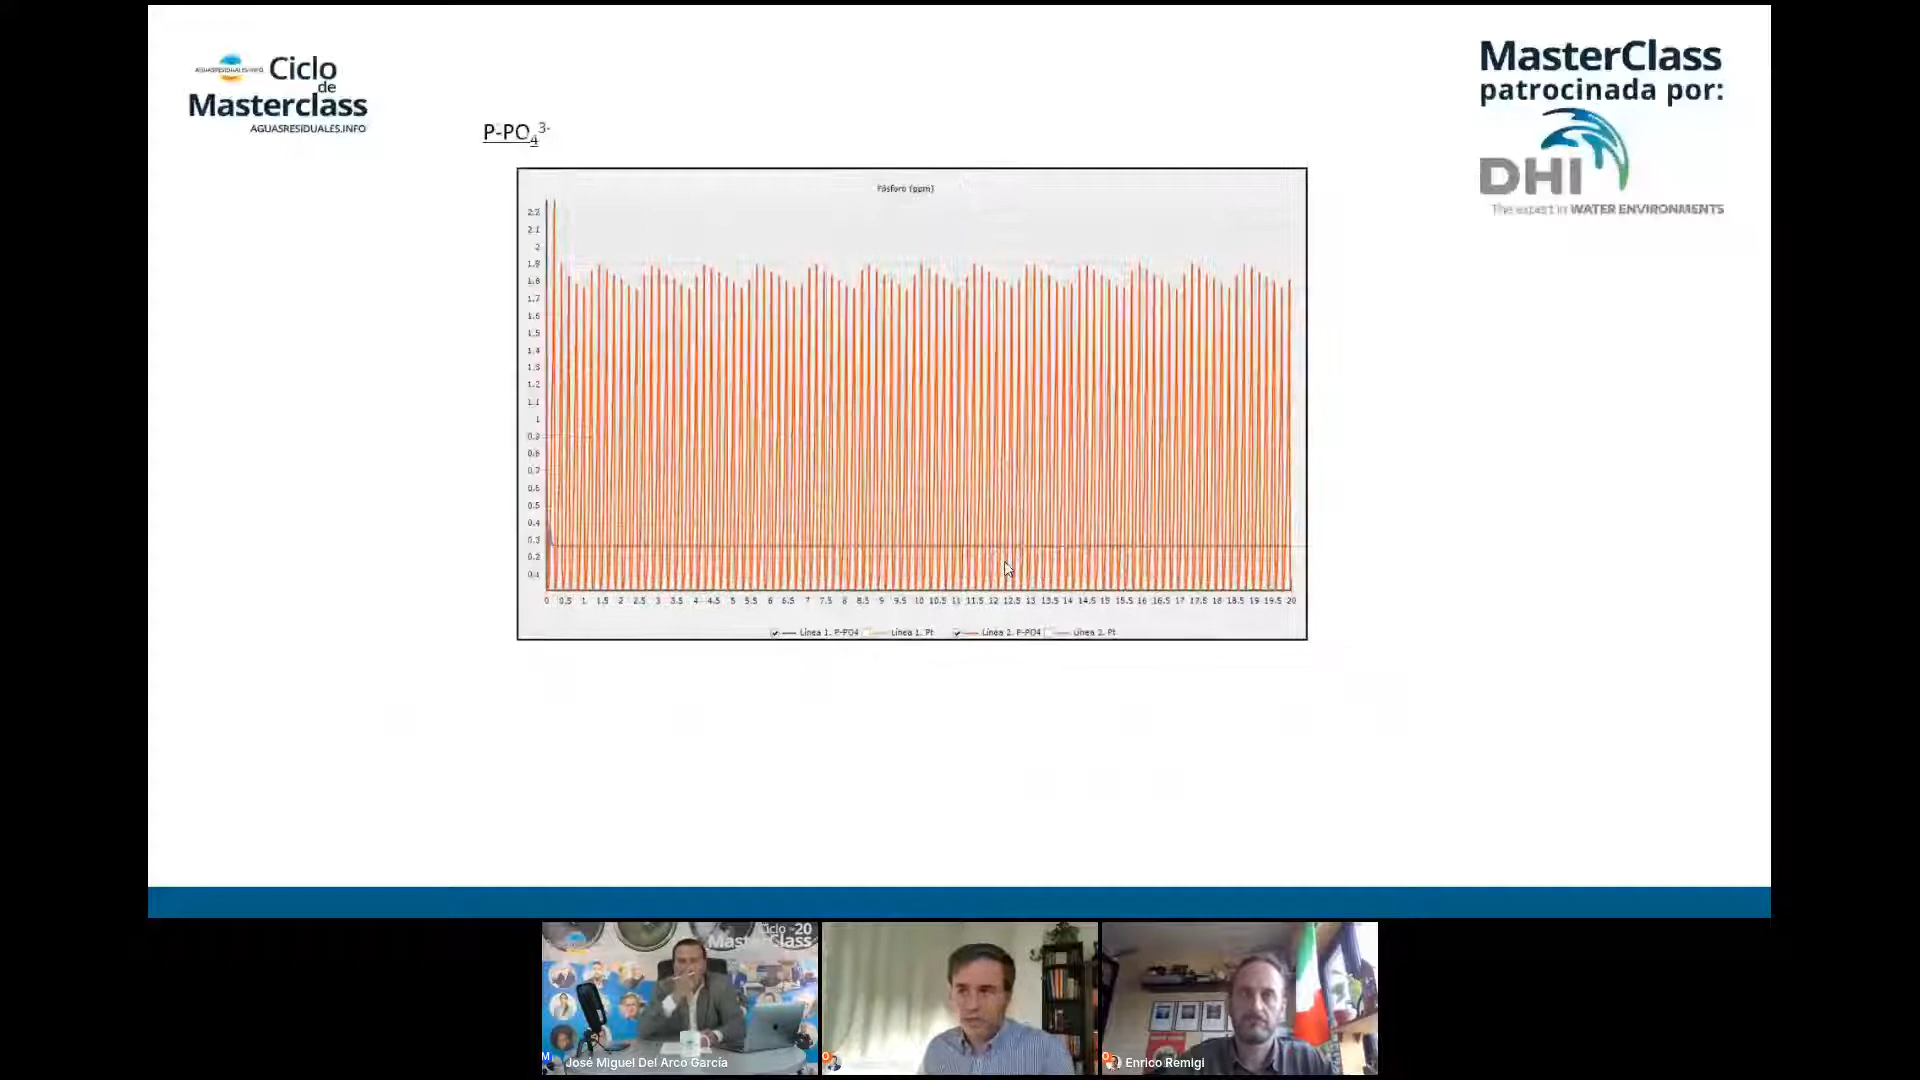 AGUASRESIDUALES.INFO
Ciclo
de
Masterclass
AGUASRESIDUALES.INFO
MasterClass
patrocinada por:
DHI
The expert in WATER ENVIRONMENTS
P-PO4 3-
Fósforo (ppm)
2.2
2.1
2
1.9
1.8
1.7
1.6
1.5
1.4
1.3
1.2
1.1
1
0.9
0.8
0.7
0.6
0.5
0.4
0.3
0.2
0.1
0 0.5 1 1.5 2 2.5 3 3.5 4 4.5 5 5.5 6 6.5 7 7.5 8 8.5 9 9.5 10 10.5 11 11.5 12 12.5 13 13.5 14 14.5 15 15.5 16 16.5 17 17.5 18 18.5 19 19.5 20
Línea 1. P-PO4 Línea 1. Pt Línea 2. P-PO4 Línea 2. Pt
Ciclo -20
MasterClass
M José Miguel Del Arco García
Enrico Remigi